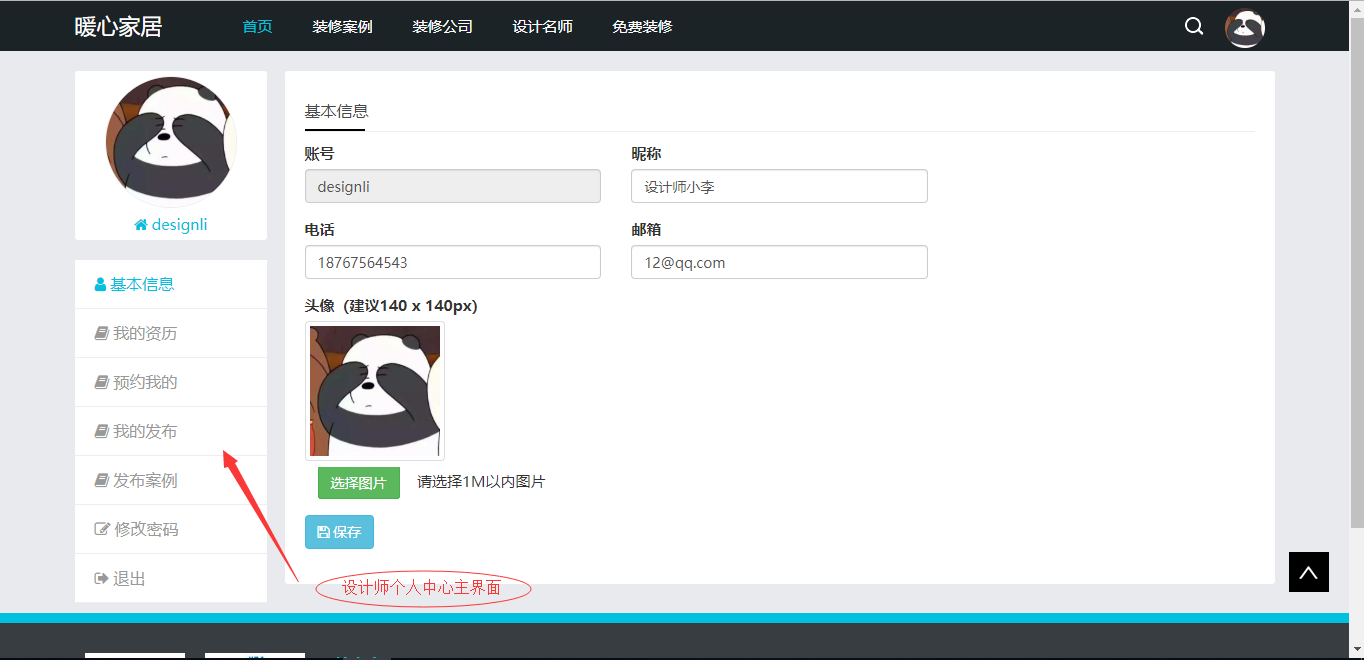 暖心家居 首页 装修案例 装修公司 设计名师 免费装修
designli
基本信息
我的资历
预约我的
我的发布
发布案例
修改密码
退出
基本信息
账号 昵称
designli 设计师小李
电话 邮箱
18767564543 12@qq.com
头像（建议140 x 140px)
选择图片 请选择1M以内图片
保存
设计师个人中心主界面